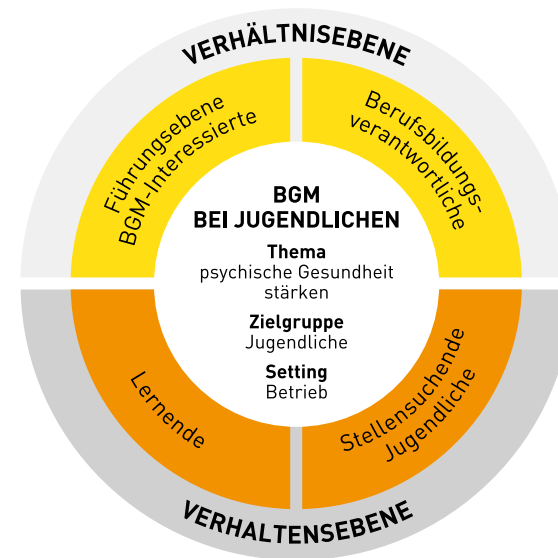 VERHÄLTNISEBENE
Führungsebene
BGM-Interessierte
Berufsbildungs-
verantwortliche
BGM
BEI JUGENDLICHEN
Thema
psychische Gesundheit
stärken
Zielgruppe
Jugendliche
Setting
Betrieb
Lernende
Stellensuchende
Jugendliche
VERHALTENSEBENE